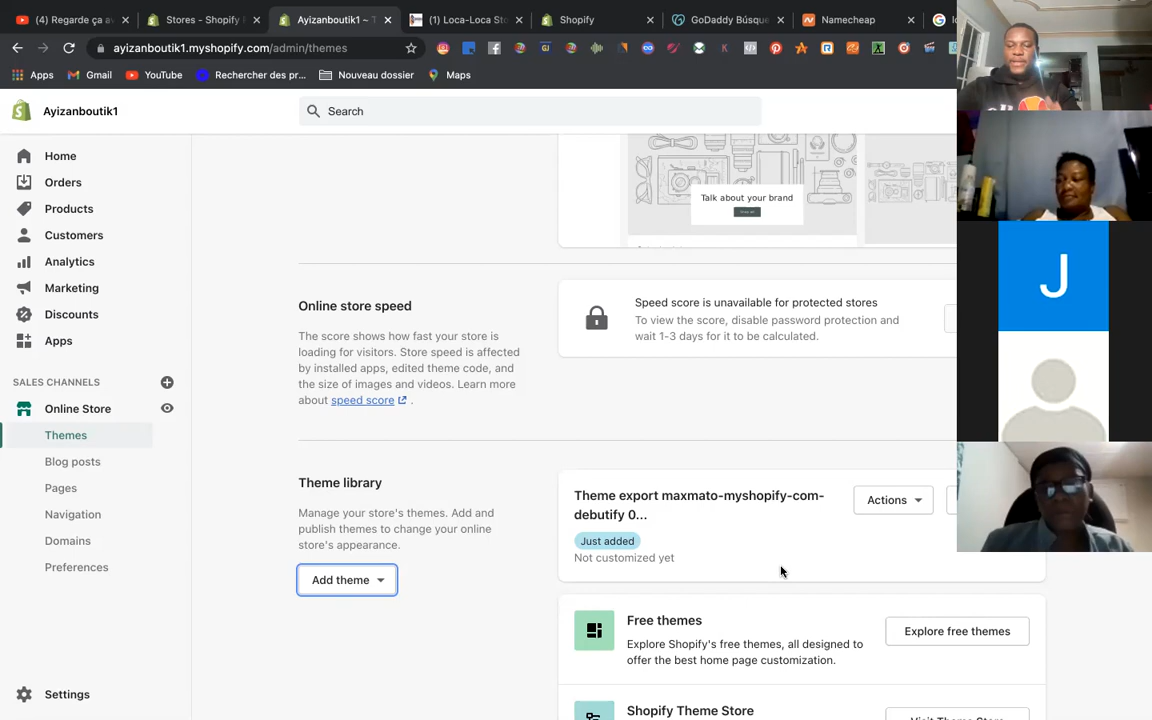 (4) Regarde ça av
Stores - Shopify
Ayizanboutik1 ~ T
(1) Loca-Loca Sto
Shopify
GoDaddy Búsque
Namecheap
ayizanboutik1.myshopify.com/admin/themes
Apps
Gmail
YouTube
Rechercher des pr...
Nouveau dossier
Maps
Ayizanboutik1
Search
Home
Orders
Products
Customers
Analytics
Marketing
Discounts
Apps
SALES CHANNELS
Online Store
Themes
Blog posts
Pages
Navigation
Domains
Preferences
Settings
Talk about your brand
Online store speed
The score shows how fast your store is
loading for visitors. Store speed is affected
by installed apps, edited theme code, and
the size of images and videos. Learn more
about speed score .
Speed score is unavailable for protected stores
To view the score, disable password protection and
wait 1-3 days for it to be calculated.
Theme library
Manage your store's themes. Add and
publish themes to change your online
store's appearance.
Add theme
Theme export maxmato-myshopify-com-
debutify 0...
Just added
Not customized yet
Actions
Free themes
Explore Shopify's free themes, all designed to
offer the best home page customization.
Explore free themes
Shopify Theme Store
Visit Theme Store
J